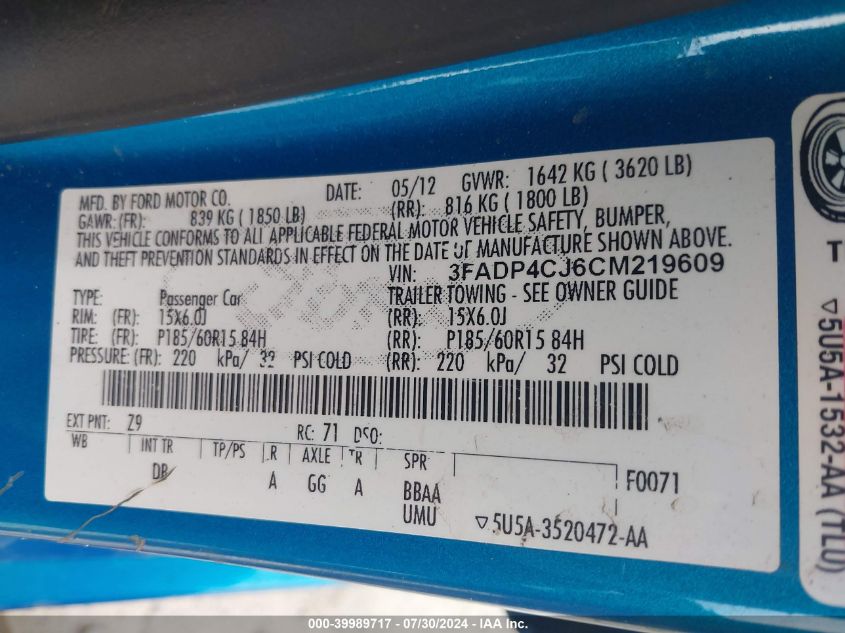 MFD. BY FORD MOTOR CO. DATE: 05/12 GVWR: 1642 KG ( 3620 LB)
GAWR: (FR): 839 KG ( 1850 LB) (RR): 816 KG ( 1800 LB)
THIS VEHICLE CONFORMS TO ALL APPLICABLE FEDERAL MOTOR VEHICLE SAFETY, BUMPER,
AND THEFT PREVENTION STANDARDS IN EFFECT ON THE DATE OF MANUFACTURE SHOWN ABOVE.
VIN: 3FADP4CJ6CM219609
TYPE: Passenger Car TRAILER TOWING - SEE OWNER GUIDE
RIM: (FR): 15X6.0J (RR): 15X6.0J
TIRE: (FR): P185/60R15 84H (RR): P185/60R15 84H
PRESSURE: (FR): 220 kPa/ 32 PSI COLD (RR): 220 kPa/ 32 PSI COLD
EXT PNT: Z9 RC: 71 DSO:
WB INT TR TP/PS R AXLE TR SPR
DB A GG A BBAA F0071
UMU ▽5U5A-3520472-AA
T
▽5U5A-1532-AA (TLU)
000-39989717 / 07/30/2024 - IAAI.com